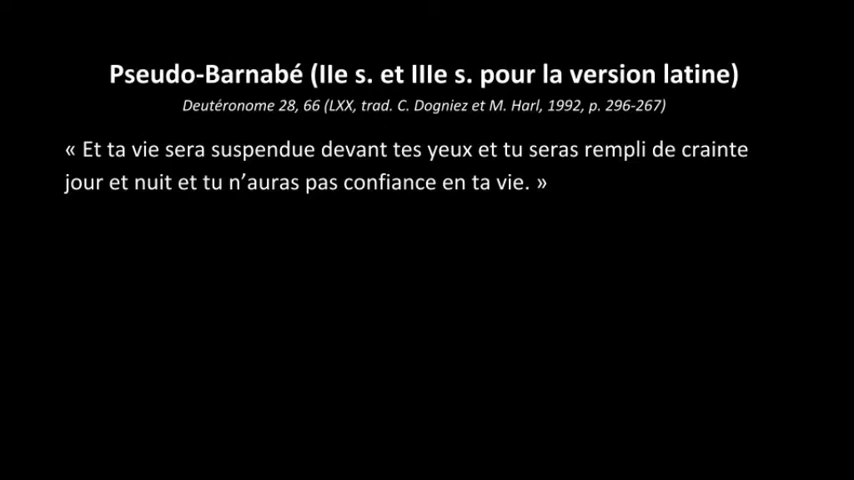 Pseudo-Barnabé (IIe s. et IIIe s. pour la version latine)
Deutéronome 28, 66 (LXX, trad. C. Dogniez et M. Harl, 1992, p. 296-267)
« Et ta vie sera suspendue devant tes yeux et tu seras rempli de crainte
jour et nuit et tu n’auras pas confiance en ta vie. »